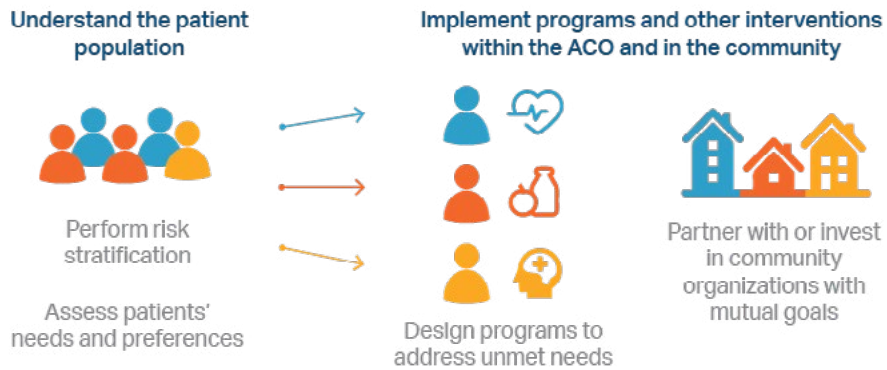 Understand the patient
population
Perform risk
stratification
Assess patients'
needs and preferences
Implement programs and other interventions
within the ACO and in the community
Design programs to
address unmet needs
Partner with or invest
in community
organizations with
mutual goals